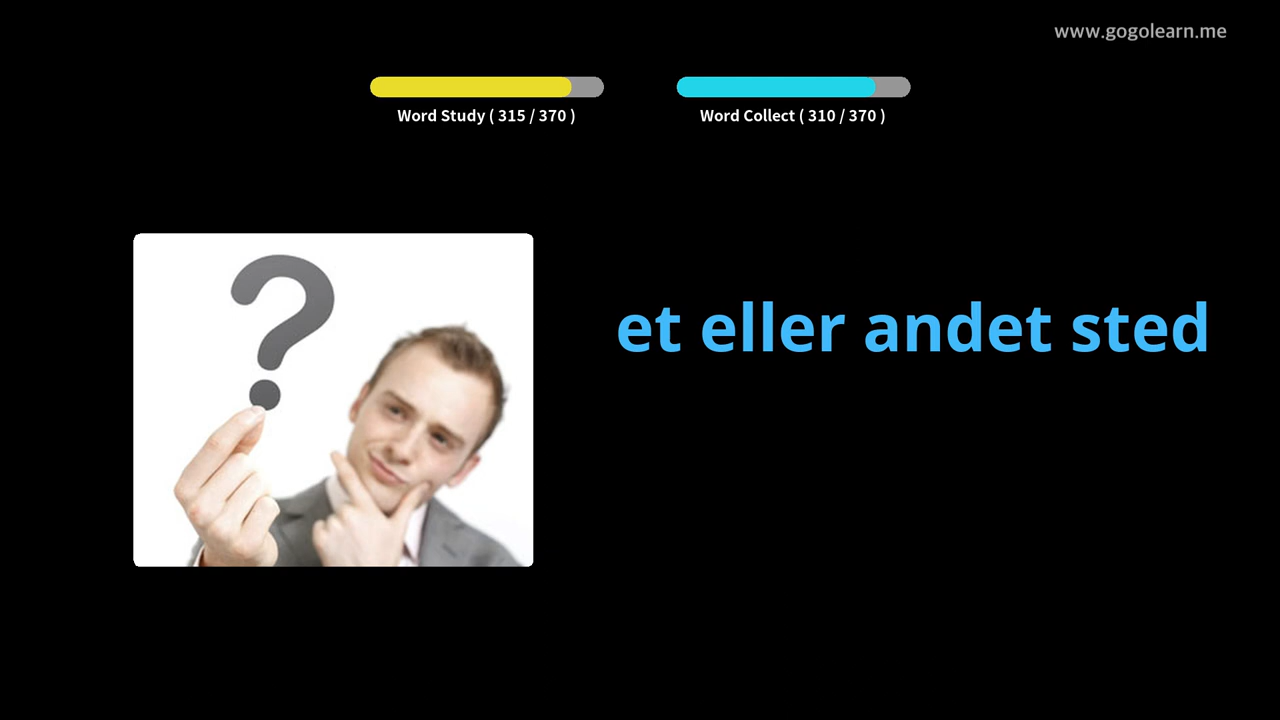 www.gogolearn.me
Word Study ( 315 / 370 )
Word Collect ( 310 / 370 )
?
et eller andet sted